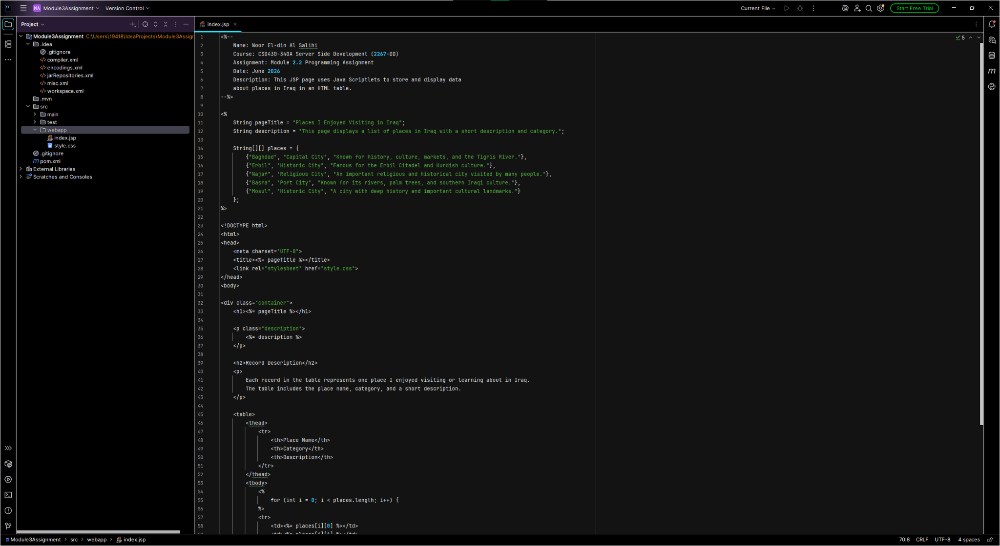 MA Module3Assignment Version Control Current File Start Free Trial
Project
index.jsp
Module3Assignment C:\Users\19418\IdeaProjects\Module3Assign
.idea
.gitignore
compiler.xml
encodings.xml
jarRepositories.xml
misc.xml
workspace.xml
.mvn
src
main
test
webapp
index.jsp
style.css
.gitignore
pom.xml
External Libraries
Scratches and Consoles
5
1 <%--
2 Name: Noor El-din Al Salihi
3 Course: CSD430-340A Server Side Development (2267-DD)
4 Assignment: Module 2.2 Programming Assignment
5 Date: June 2026
6 Description: This JSP page uses Java Scriptlets to store and display data
7 about places in Iraq in an HTML table.
8 --%>
9
10 <%
11 String pageTitle = "Places I Enjoyed Visiting in Iraq";
12 String description = "This page displays a list of places in Iraq with a short description and category.";
13
14 String[][] places = {
15 {"Baghdad", "Capital City", "Known for history, culture, markets, and the Tigris River."},
16 {"Erbil", "Historic City", "Famous for the Erbil Citadel and Kurdish culture."},
17 {"Najaf", "Religious City", "An important religious and historical city visited by many people."},
18 {"Basra", "Port City", "Known for its rivers, palm trees, and southern Iraqi culture."},
19 {"Mosul", "Historic City", "A city with deep history and important cultural landmarks."}
20 };
21 %>
22
23 <!DOCTYPE html>
24 <html>
25 <head>
26 <meta charset="UTF-8">
27 <title><%= pageTitle %></title>
28 <link rel="stylesheet" href="style.css">
29 </head>
30 <body>
31
32 <div class="container">
33 <h1><%= pageTitle %></h1>
34
35 <p class="description">
36 <%= description %>
37 </p>
38
39 <h2>Record Description</h2>
40 <p>
41 Each record in the table represents one place I enjoyed visiting or learning about in Iraq.
42 The table includes the place name, category, and a short description.
43 </p>
44
45 <table>
46 <thead>
47 <tr>
48 <th>Place Name</th>
49 <th>Category</th>
50 <th>Description</th>
51 </tr>
52 </thead>
53 <tbody>
54 <%
55 for (int i = 0; i < places.length; i++) {
56 %>
57 <tr>
58 <td><%= places[i][0] %></td>
Module3Assignment > src > webapp > index.jsp 70:8 CRLF UTF-8 4 spaces